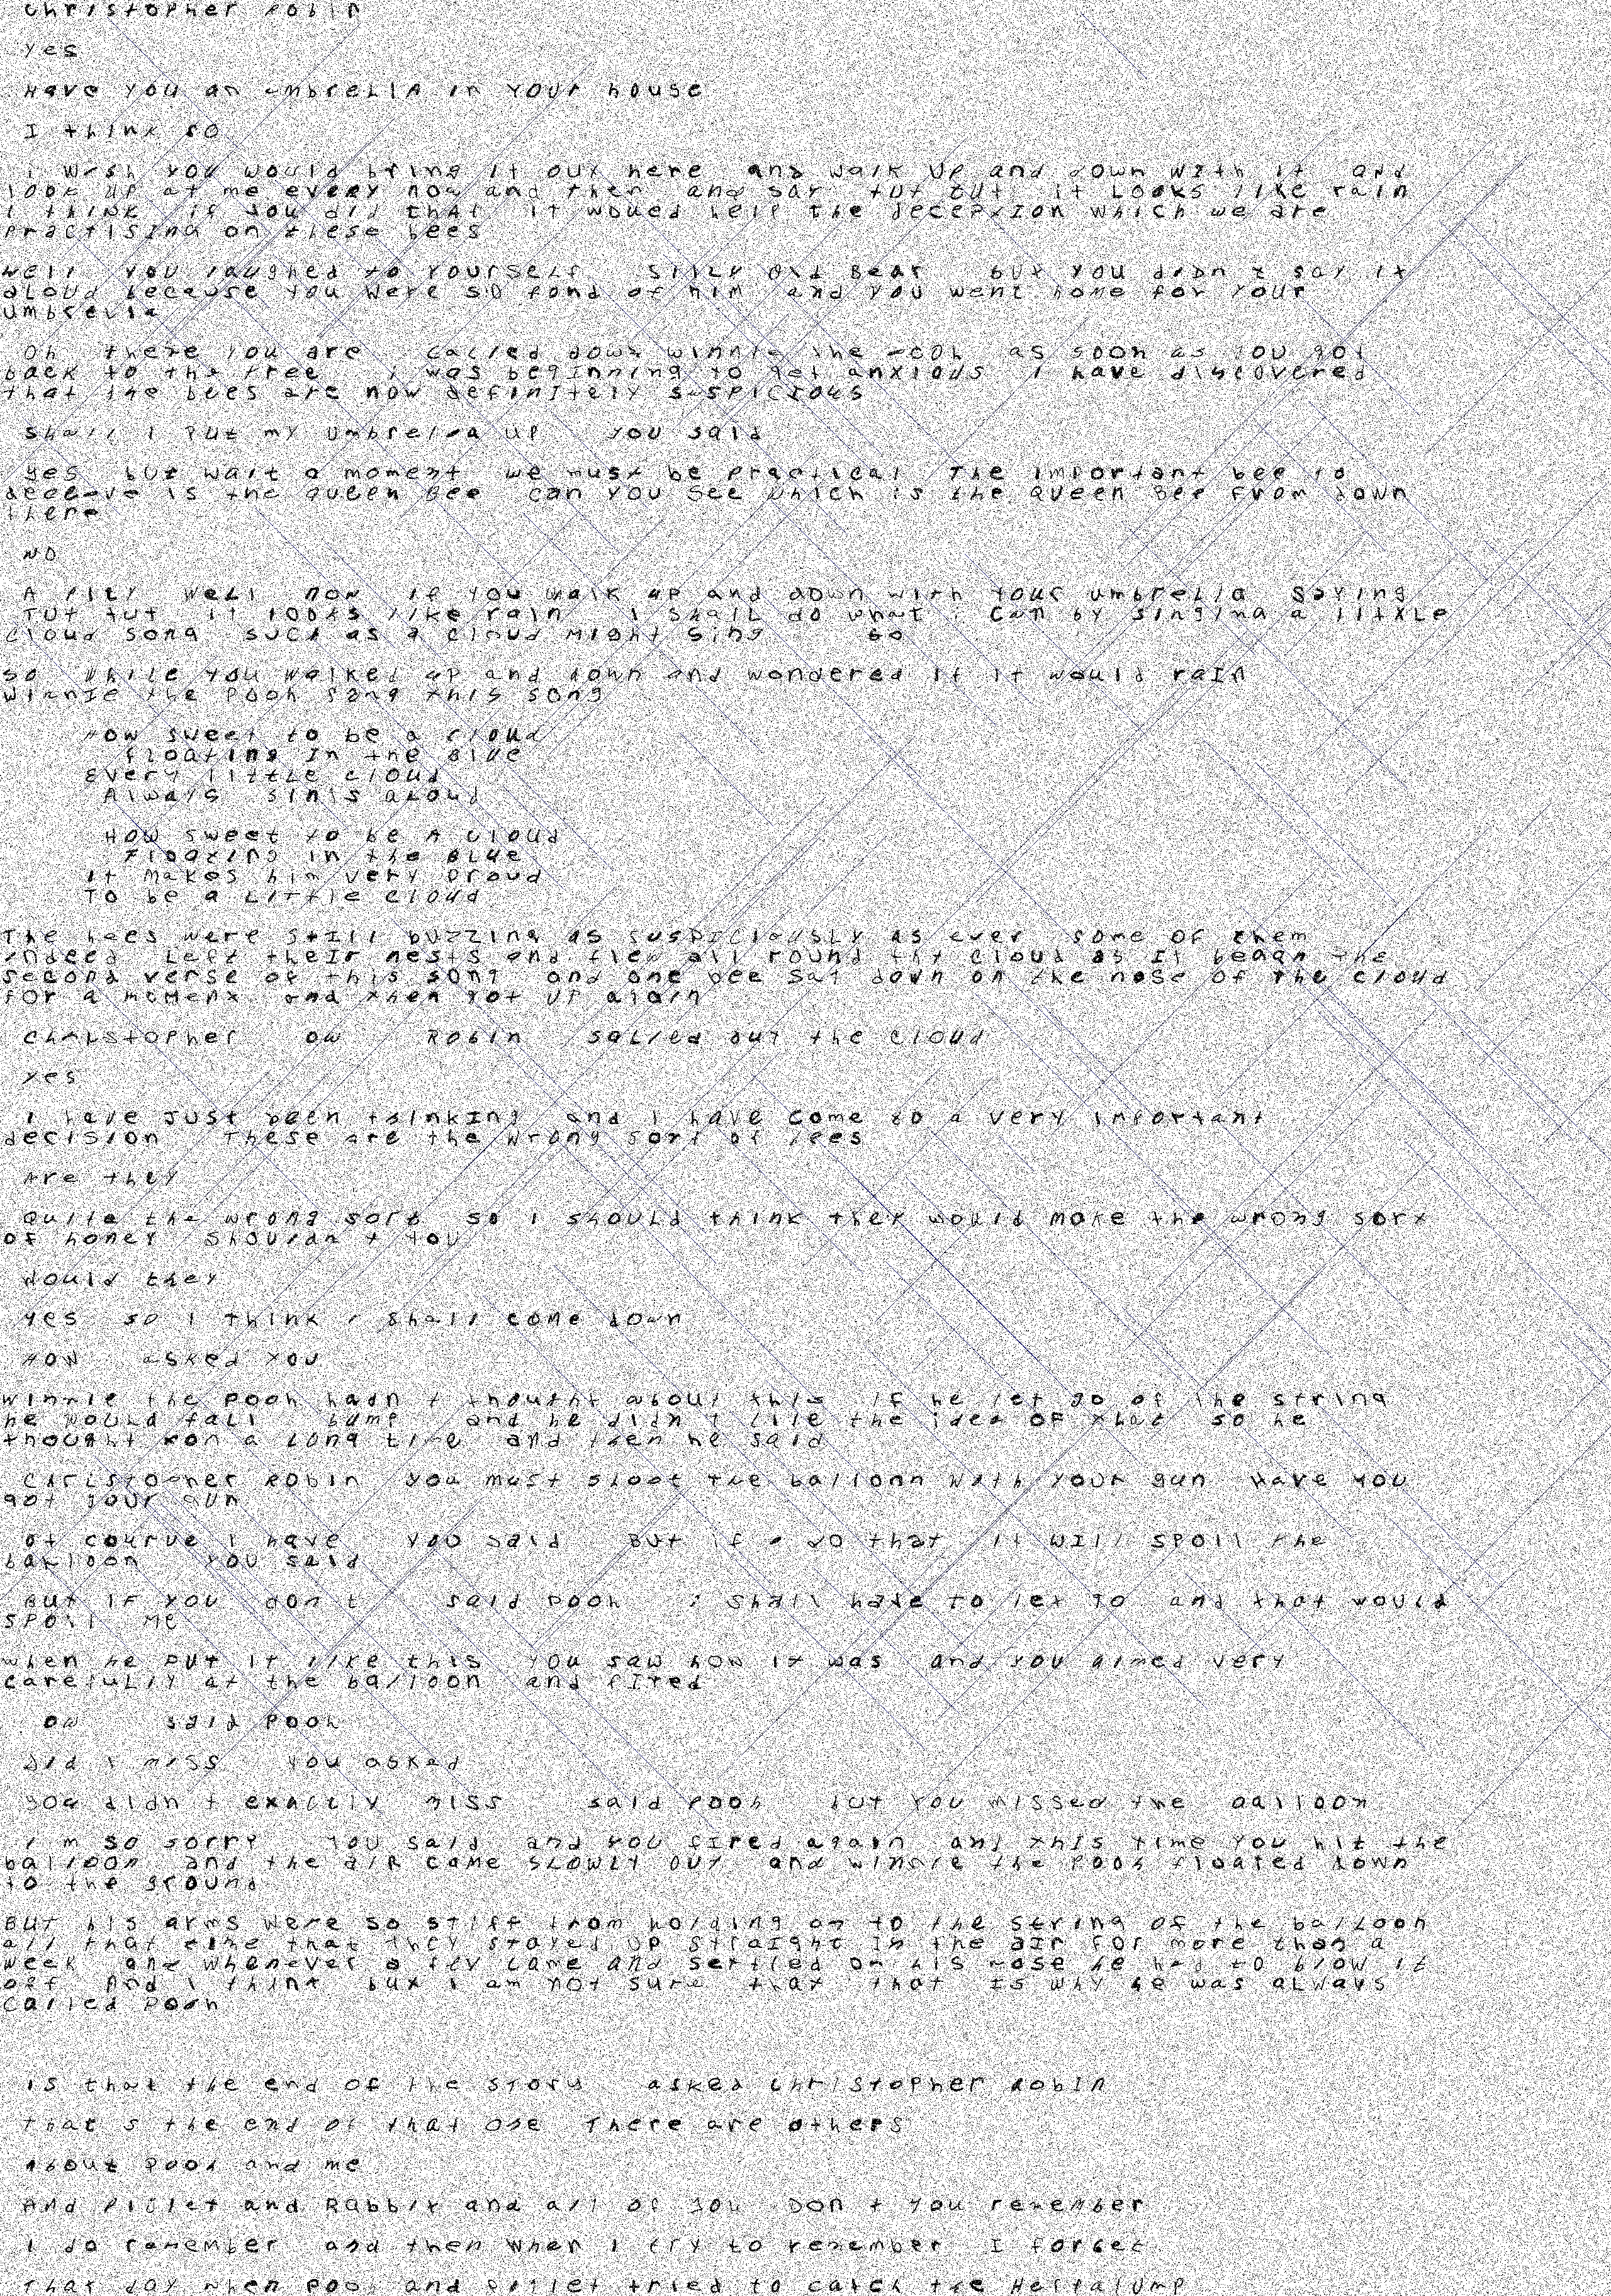 christopher robin
yes
have you an umbrella in your house
I think so
i wish you would bring it out here and walk up and down with it and
look up at me every now and then and say tut tut it looks like rain
i think if you did that it would help the deception which we are
practising on these bees
well you laughed to yourself silly old bear but you didn t say it
aloud because you were so fond of him and you went home for your
umbrella
Oh there you are called down winnie the pooh as soon as you got
back to the tree i was beginning to get anxious i have discovered
that the bees are now definitely suspicious
shall i put my umbrella up you said
yes but wait a moment we must be practical The important bee to
deceive is the queen bee can you see which is the queen bee from down
there
no
A pity well now if you walk up and down with your umbrella saying
Tut tut it looks like rain i shall do what i can by singing a little
cloud song such as a cloud might sing go
so while you walked up and down and wondered if it would rain
winnie the pooh sang this song
How sweet to be a cloud
floating in the blue
Every little cloud
Always sings aloud
How sweet to be a cloud
Floating in the blue
it makes him very proud
To be a little cloud
The bees were still buzzing as suspiciously as ever some of them
indeed left their nests and flew all round the cloud as it began the
second verse of this song and one bee sat down on the nose of the cloud
for a moment and then got up again
christopher ow robin called out the cloud
yes
i have just been thinking and i have come to a very important
decision These are the wrong sort of bees
Are they
Quite the wrong sort so i should think they would make the wrong sort
of honey shouldn t you
would they
yes so i think i shall come down
How asked you
winnie the pooh hadn t thought about this if he let go of the string
he would fall bump and he didn t like the idea of that so he
thought for a long time and then he said
Christopher robin you must shoot the balloon with your gun have you
got your gun
of course i have you said But if i do that it will spoil the
balloon you said
But if you don t said pooh i shall have to let go and that would
spoil me
when he put it like this you saw how it was and you aimed very
carefully at the balloon and fired
ow said pooh
Did i miss you asked
you didn t exactly miss said pooh but you missed the balloon
i m so sorry you said and you fired again and this time you hit the
balloon and the air came slowly out and winnie the pooh floated down
to the ground
But his arms were so stiff from holding on to the string of the balloon
all that time that they stayed up straight in the air for more than a
week and whenever a fly came and settled on his nose he had to blow it
off And i think but i am not sure that that is why he was always
called pooh
is that the end of the story asked christopher robin
that s the end of that one There are others
About pooh and me
And piglet and Rabbit and all of you Don t you remember
I do remember and then when i try to remember I forget
That day when pooh and piglet tried to catch the Heffalump